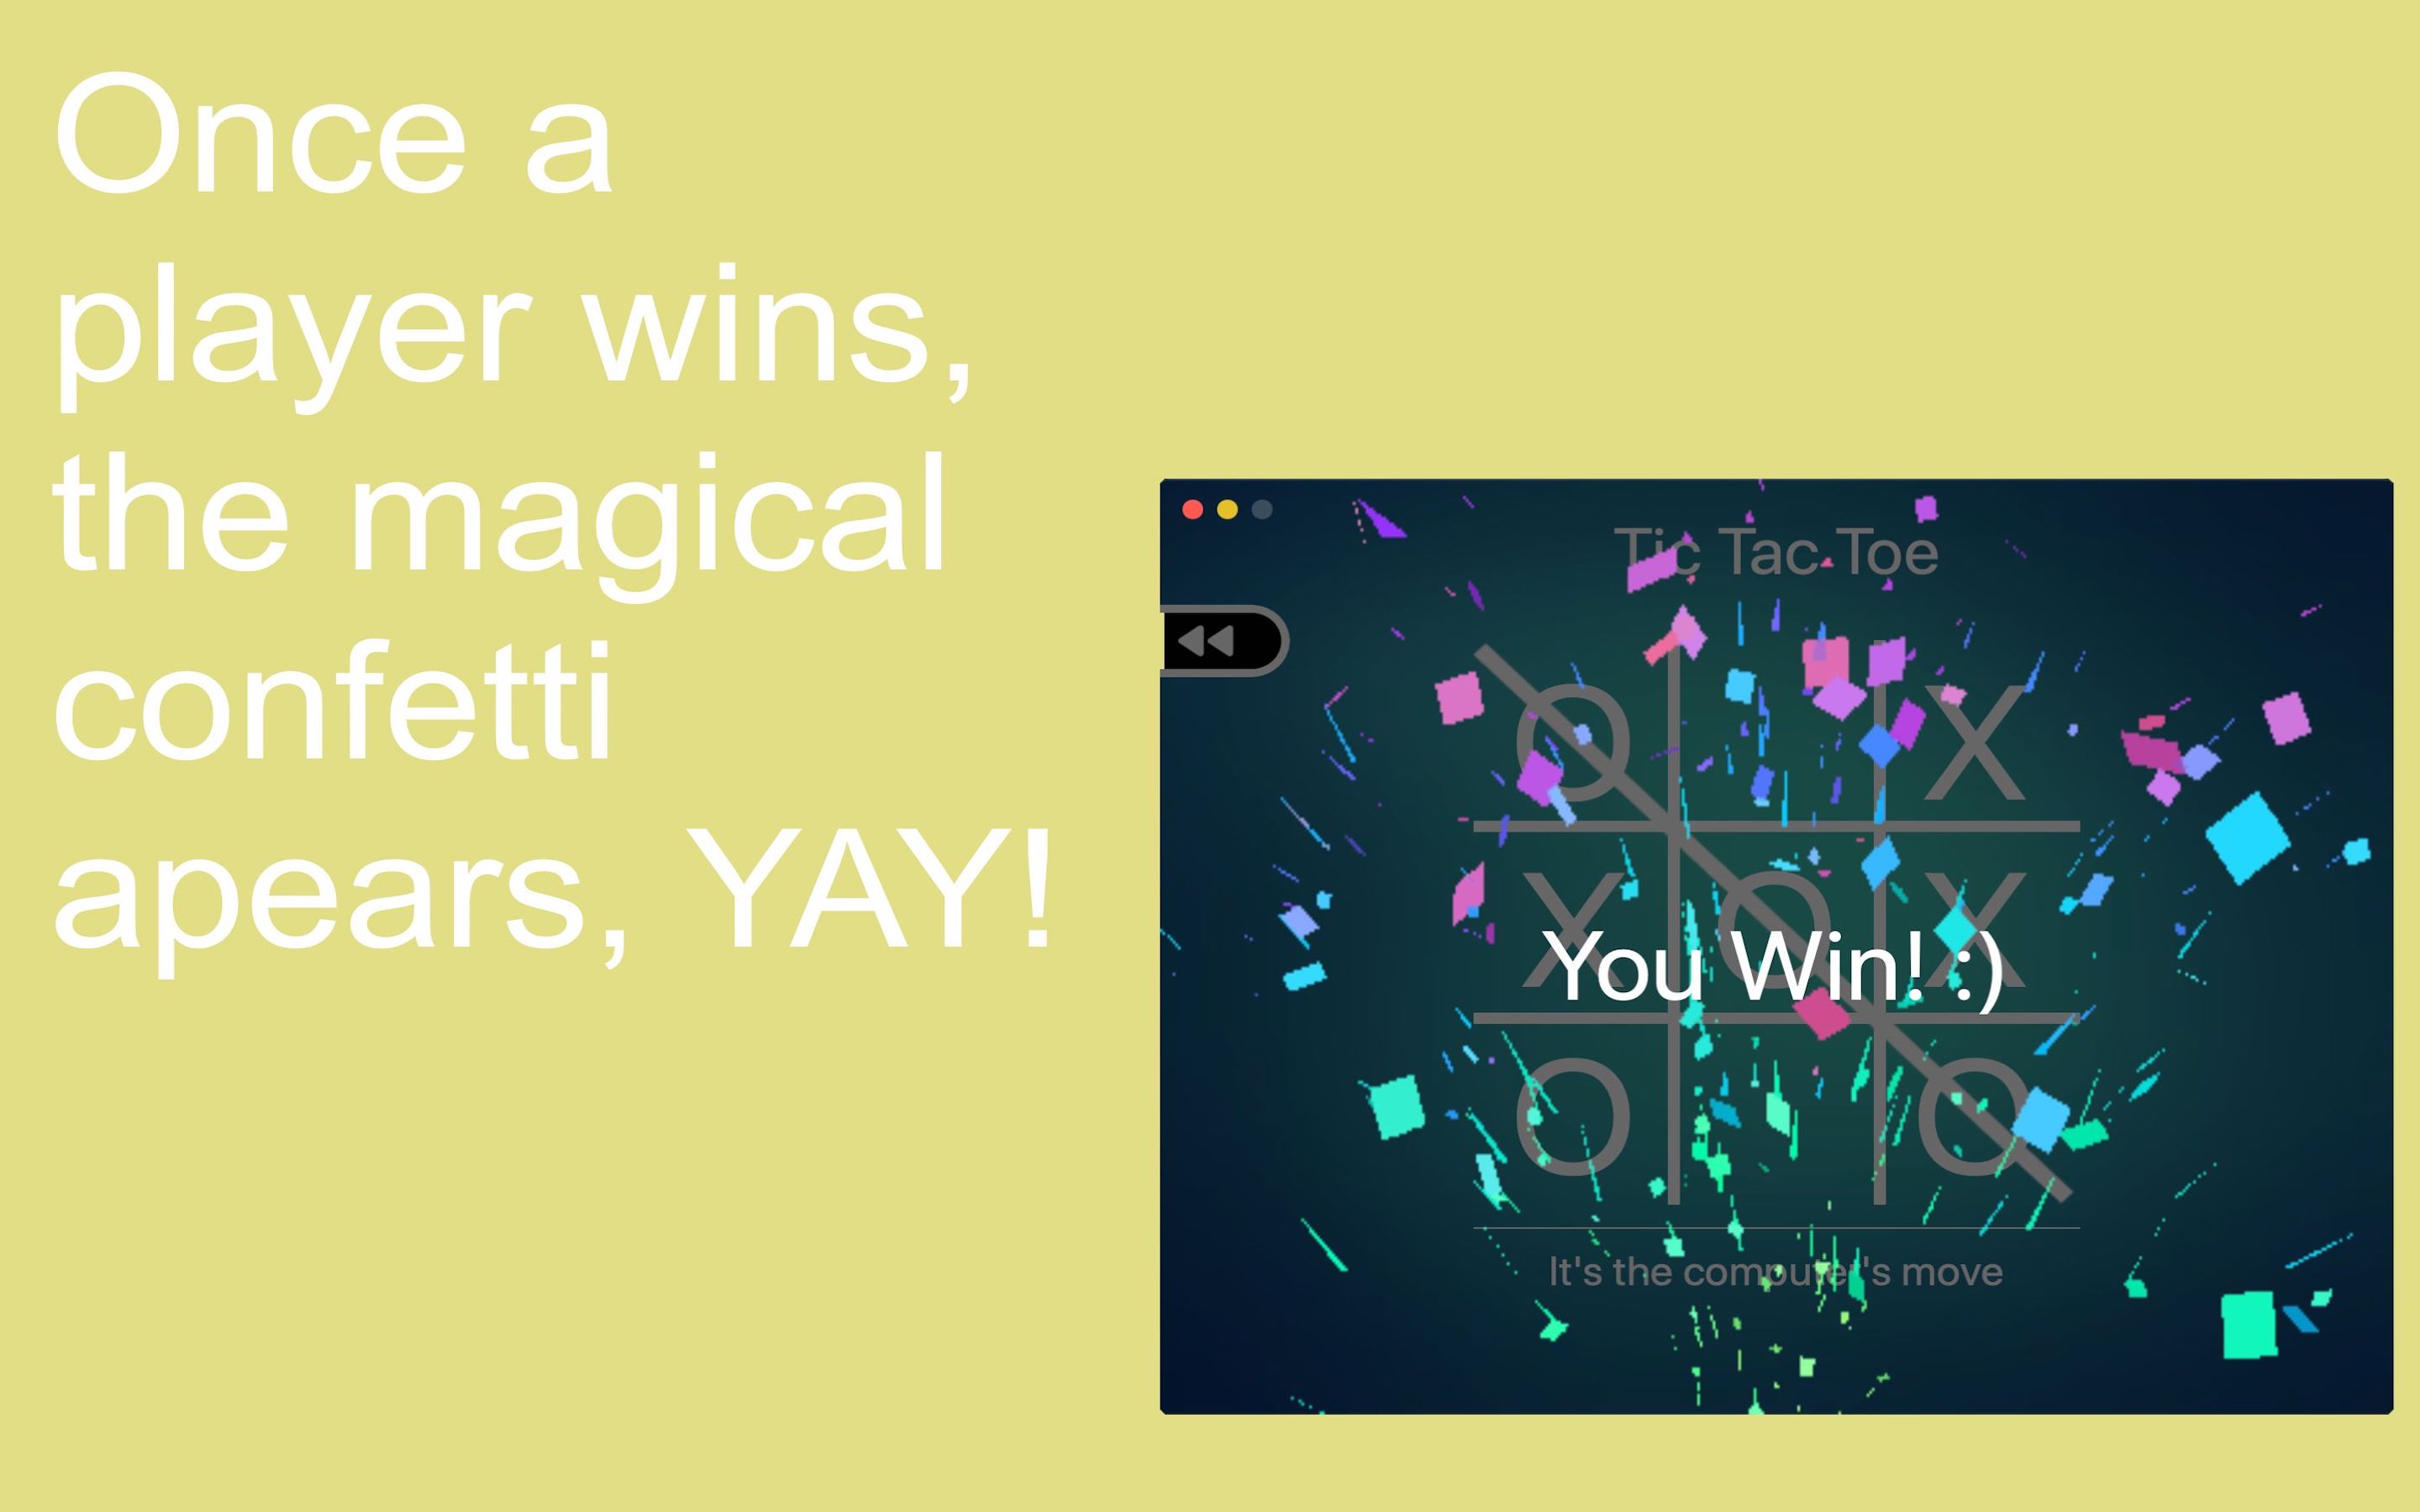 Once a
player wins,
the magical
confetti
apears, YAY!
Tic Tac Toe
O X
X O X
You Win! :)
O O
It's the computer's move